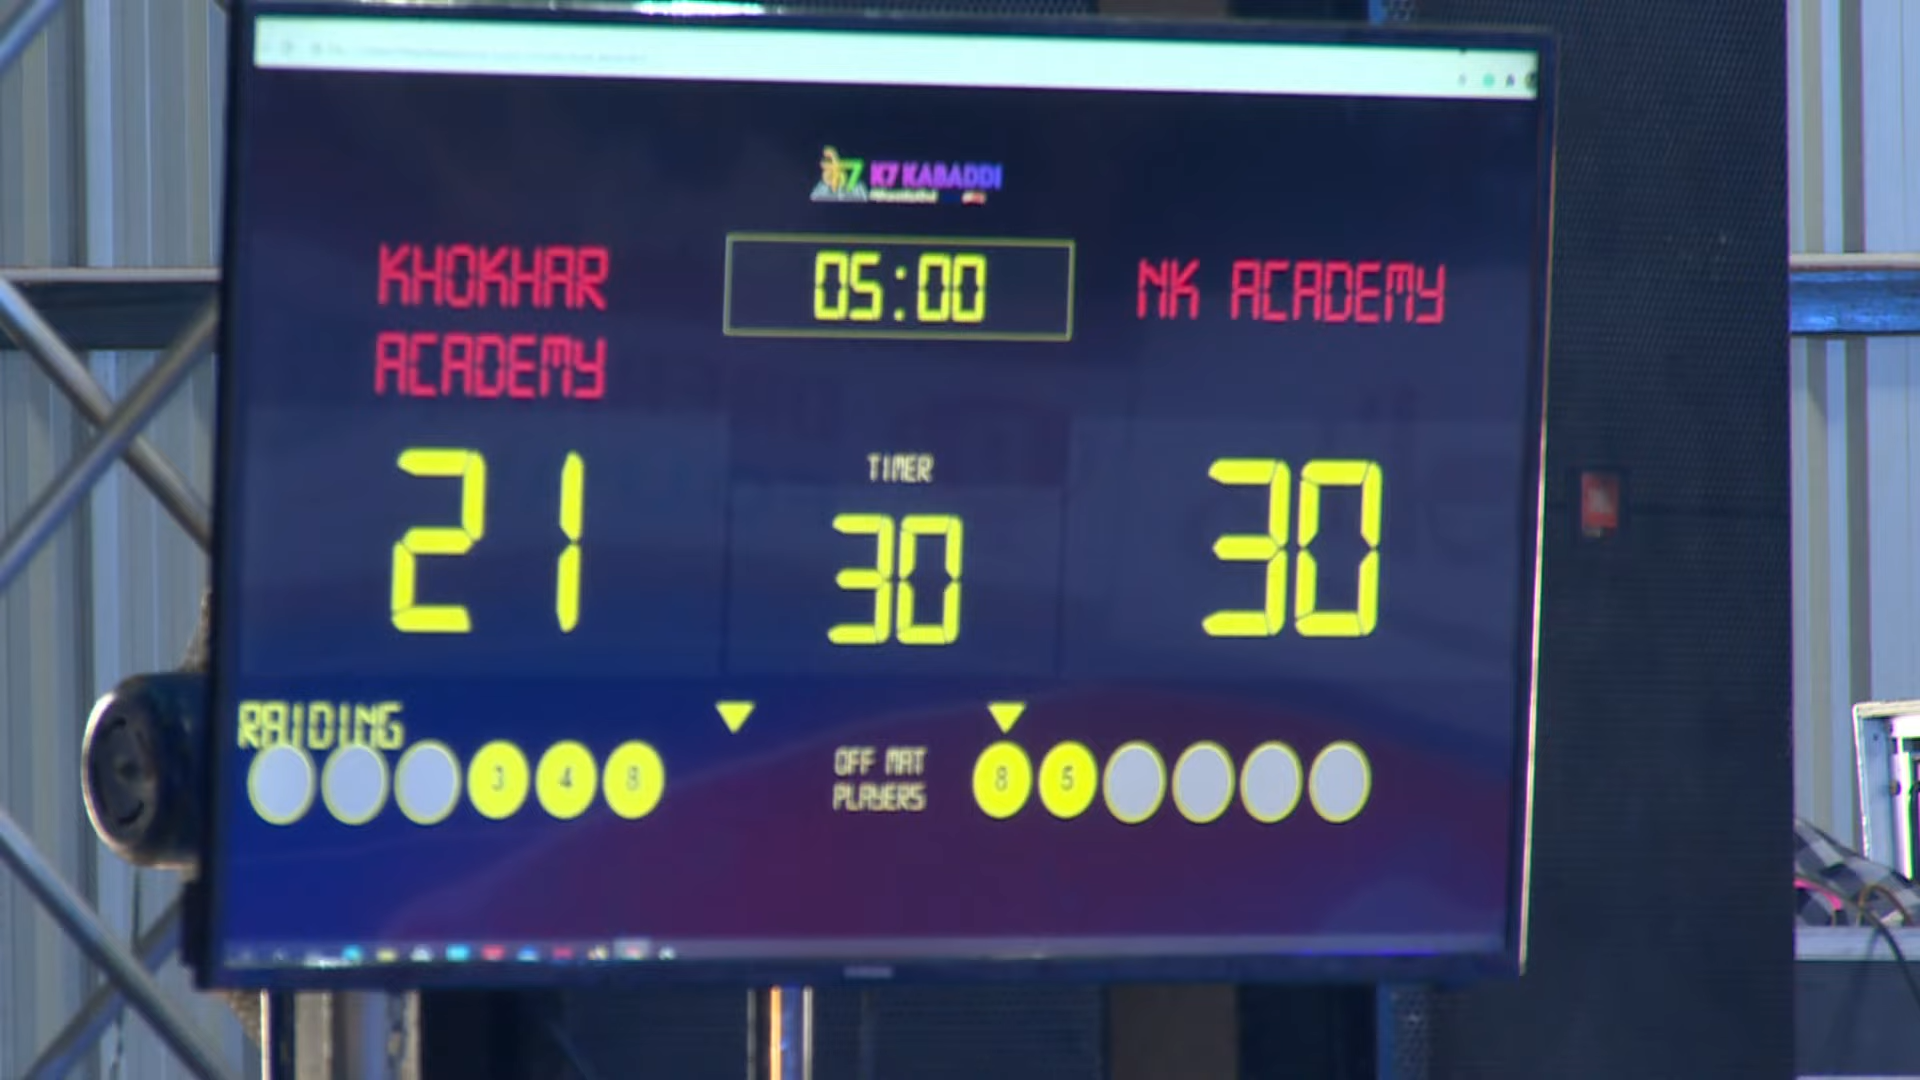 K7 KABADDI
KHOKHAR
ACADEMY
05:00
NK ACADEMY
21
TIMER
30
30
RAIDING
3 4 8
OFF MAT
PLAYERS
8 5